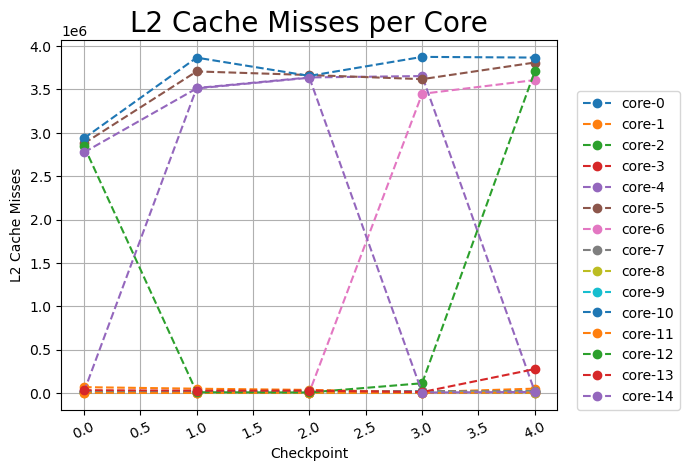 L2 Cache Misses per Core
1e6
4.0
3.5
3.0
2.5
2.0
1.5
1.0
0.5
0.0
L2 Cache Misses
0.0 0.5 1.0 1.5 2.0 2.5 3.0 3.5 4.0
Checkpoint
core-0
core-1
core-2
core-3
core-4
core-5
core-6
core-7
core-8
core-9
core-10
core-11
core-12
core-13
core-14